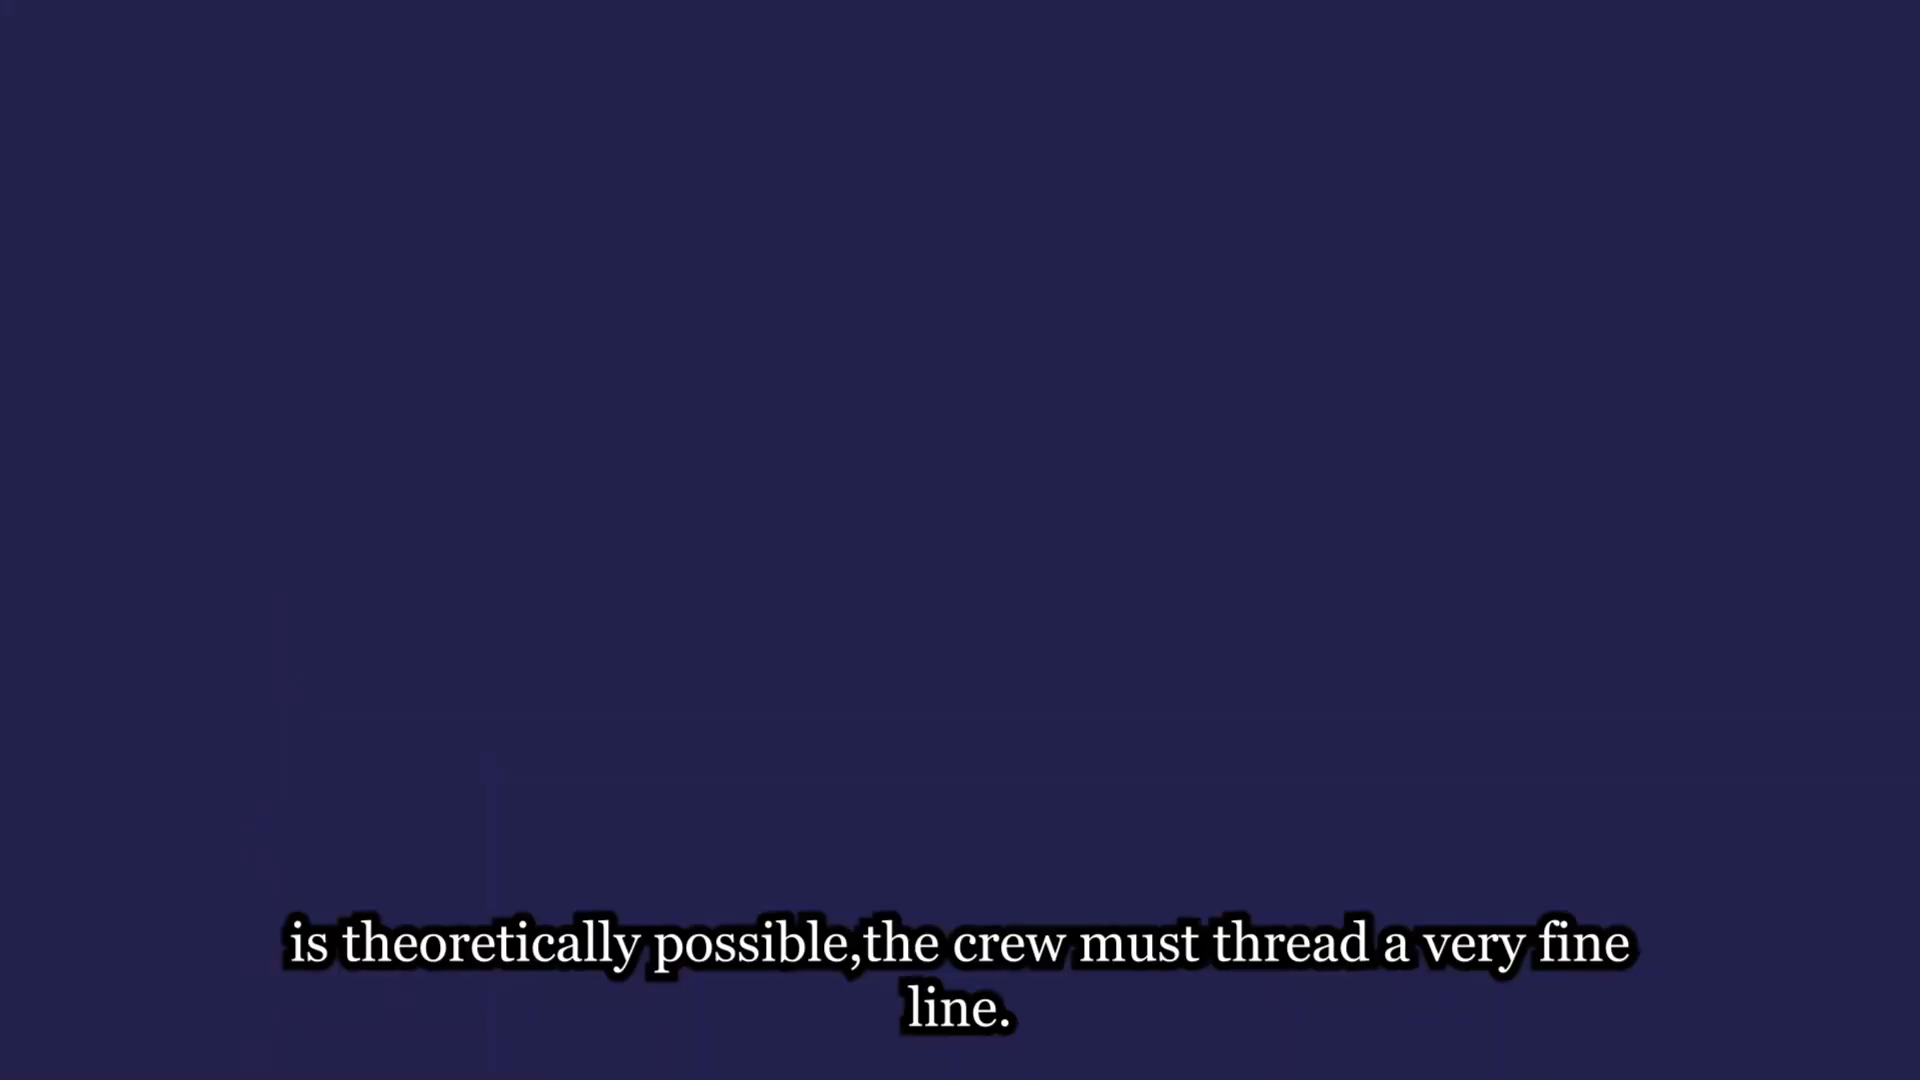 is theoretically possible,the crew must thread a very fine
line.